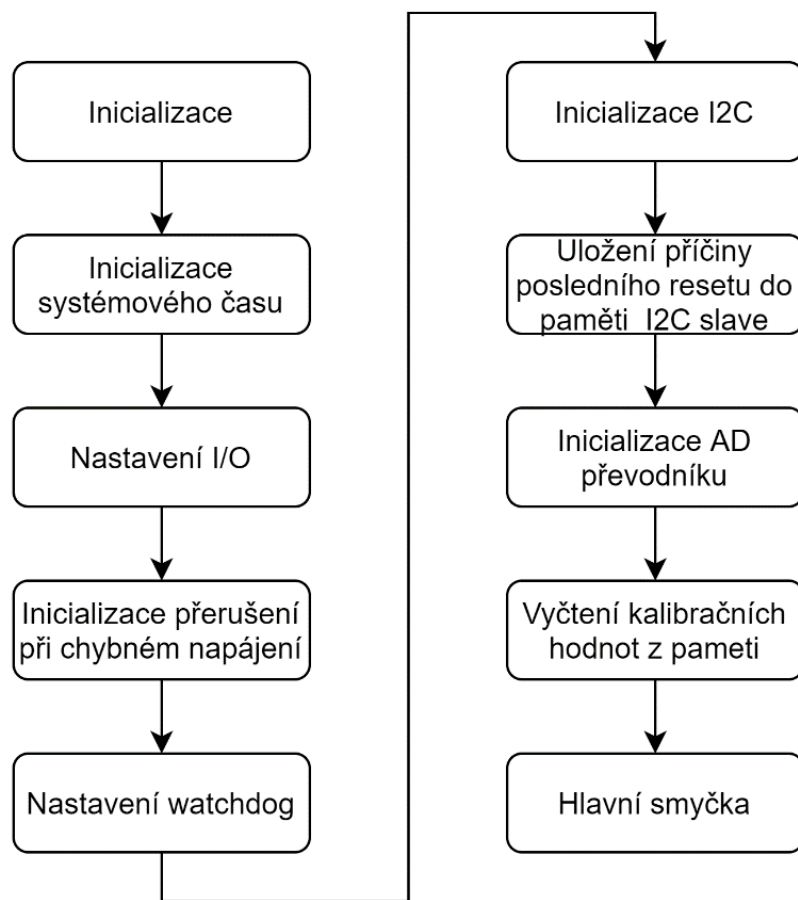 Inicializace
Inicializace
systémového času
Nastavení I/O
Inicializace přerušení
při chybném napájení
Nastavení watchdog
Inicializace I2C
Uložení příčiny
posledního resetu do
paměti I2C slave
Inicializace AD
převodníku
Vyčtení kalibračních
hodnot z pameti
Hlavní smyčka